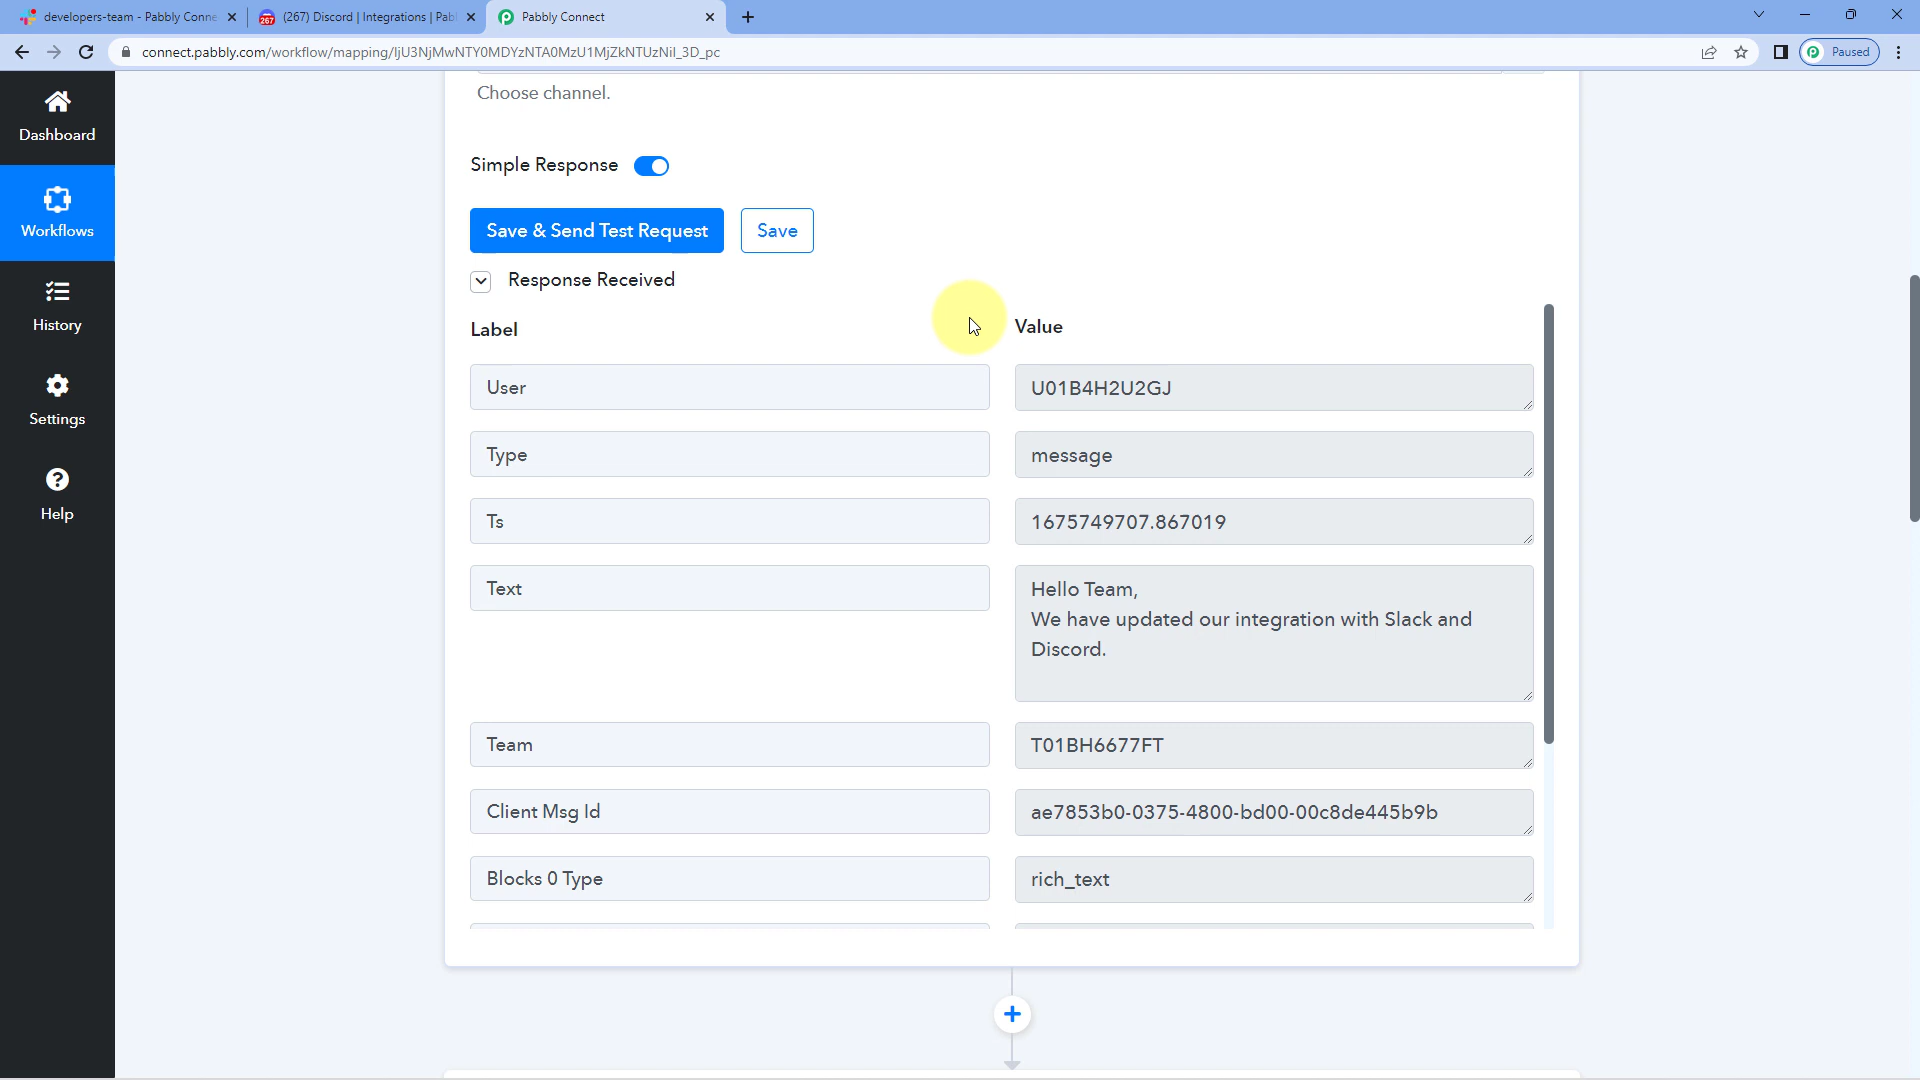 developers-team - Pabbly Conne
(267) Discord | Integrations | Pab
267
Pabbly Connect
connect.pabbly.com/workflow/mapping/IjU3NjMwNTY0MDYzNTA0MzU1MjZkNTUzNiI_3D_pc
Paused
Dashboard
Workflows
History
Settings
Help
Choose channel.
Simple Response
Save & Send Test Request
Save
Response Received
Label
Value
User
U01B4H2U2GJ
Type
message
Ts
1675749707.867019
Text
Hello Team,
We have updated our integration with Slack and
Discord.
Team
T01BH6677FT
Client Msg Id
ae7853b0-0375-4800-bd00-00c8de445b9b
Blocks 0 Type
rich_text